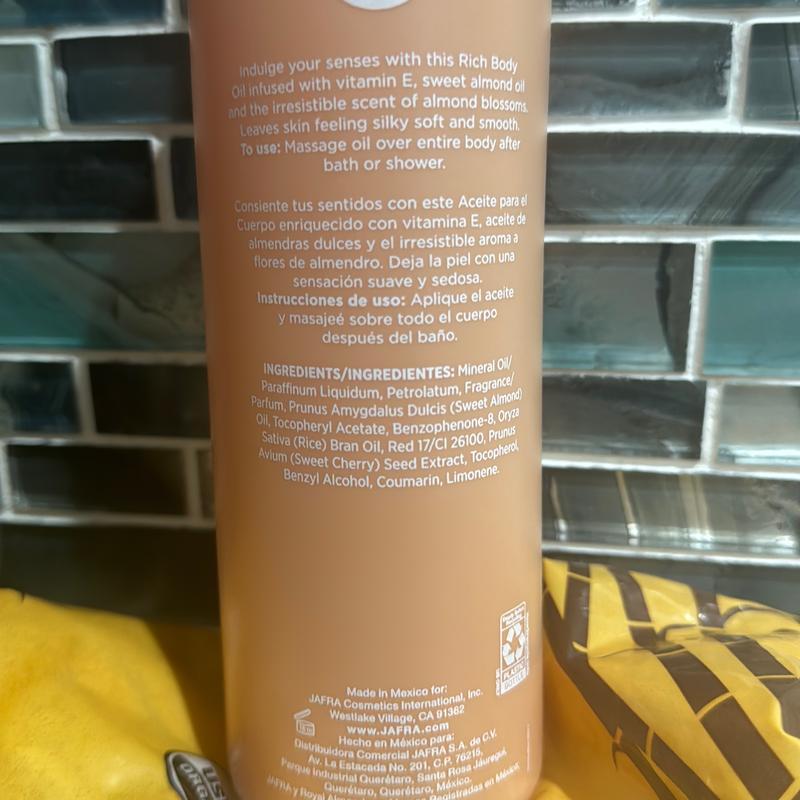 Indulge your senses with this Rich Body
Oil infused with vitamin E, sweet almond oil
and the irresistible scent of almond blossoms.
Leaves skin feeling silky soft and smooth.
To use: Massage oil over entire body after
bath or shower.
Consiente tus sentidos con este Aceite para el
Cuerpo enriquecido con vitamina E, aceite de
almendras dulces y el irresistible aroma a
flores de almendro. Deja la piel con una
sensación suave y sedosa.
Instrucciones de uso: Aplique el aceite
y masajeé sobre todo el cuerpo
después del baño.
INGREDIENTS/INGREDIENTES: Mineral Oil/
Paraffinum Liquidum, Petrolatum, Fragrance/
Parfum, Prunus Amygdalus Dulcis (Sweet Almond)
Oil, Tocopheryl Acetate, Benzophenone-8, Oryza
Sativa (Rice) Bran Oil, Red 17/CI 26100, Prunus
Avium (Sweet Cherry) Seed Extract, Tocopherol,
Benzyl Alcohol, Coumarin, Limonene.
PLASTIC
BOTTLE
Made in Mexico for:
JAFRA Cosmetics International, Inc.
Westlake Village, CA 91362
www.JAFRA.com
Hecho en México para:
Distribuidora Comercial JAFRA S.A. de C.V.
Av. La Estacada No. 201, C.P. 76215,
Parque Industrial Querétaro, Santa Rosa Jáuregui,
Querétaro, Querétaro, México.
JAFRA y Royal Registradas en México,